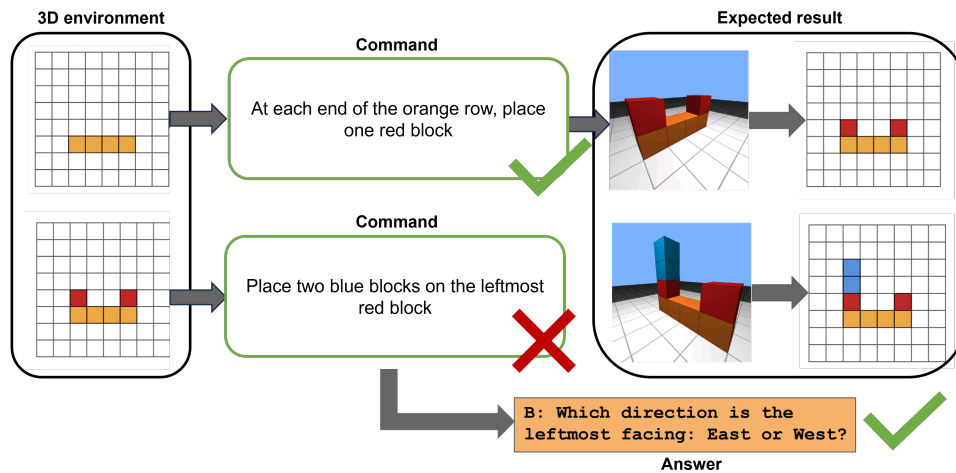 3D environment
Expected result
Command
At each end of the orange row, place
one red block
Command
Place two blue blocks on the leftmost
red block
B: Which direction is the
leftmost facing: East or West?
Answer